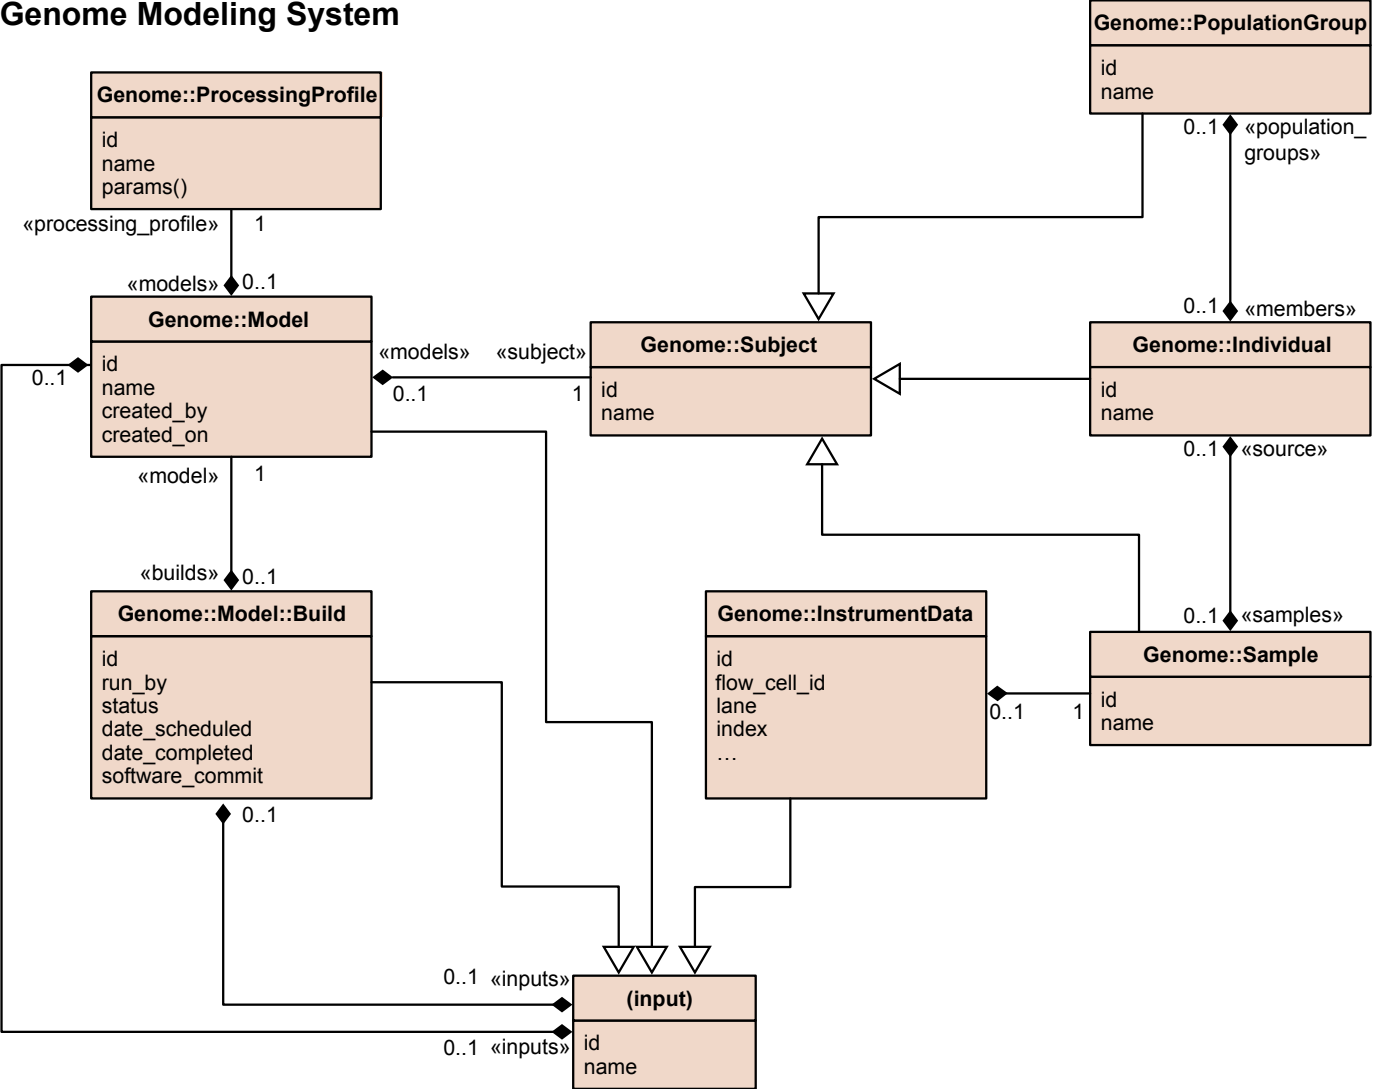 Genome Modeling System
Genome::PopulationGroup
id
name
Genome::ProcessingProfile
id
name
params()
0..1 «population_
groups»
«processing_profile» 1
«models» 0..1
Genome::Model
id
name
created_by
created_on
0..1
«models» «subject»
0..1 1
Genome::Subject
id
name
0..1 «members»
Genome::Individual
id
name
0..1 «source»
«model» 1
«builds» 0..1
Genome::Model::Build
id
run_by
status
date_scheduled
date_completed
software_commit
0..1
Genome::InstrumentData
id
flow_cell_id
lane
index
…
0..1 1
0..1 «samples»
Genome::Sample
id
name
0..1 «inputs»
0..1 «inputs»
(input)
id
name